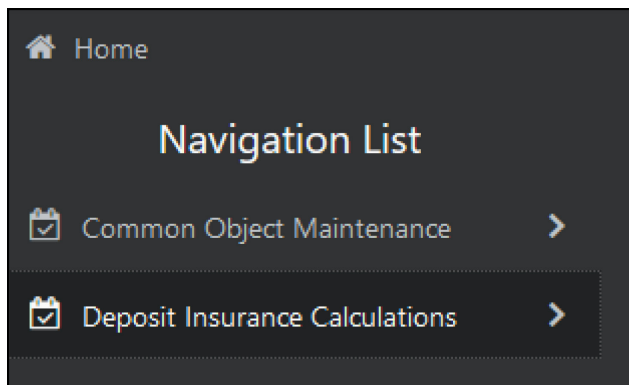 Home
Navigation List
Common Object Maintenance
Deposit Insurance Calculations